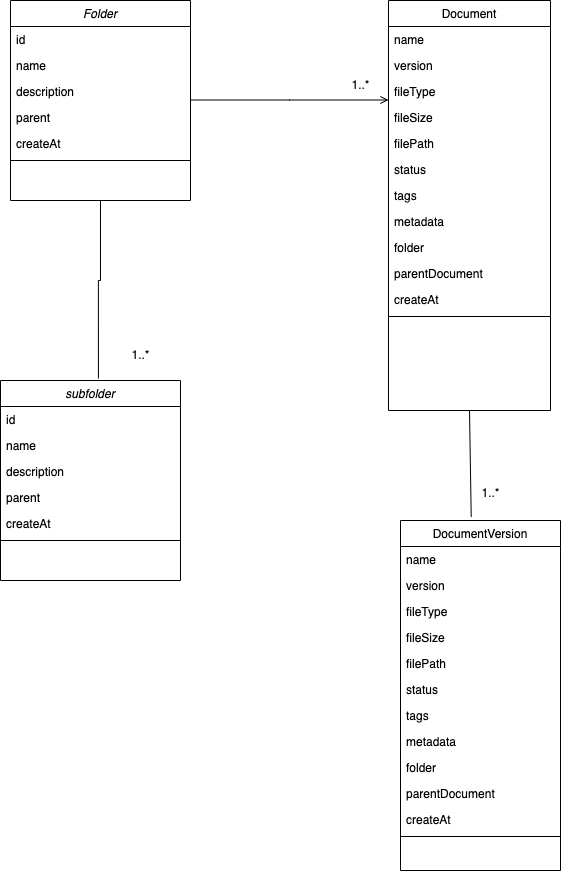 Folder
id
name
description
parent
createAt
1..*
Document
name
version
fileType
fileSize
filePath
status
tags
metadata
folder
parentDocument
createAt
1..*
subfolder
id
name
description
parent
createAt
1..*
DocumentVersion
name
version
fileType
fileSize
filePath
status
tags
metadata
folder
parentDocument
createAt